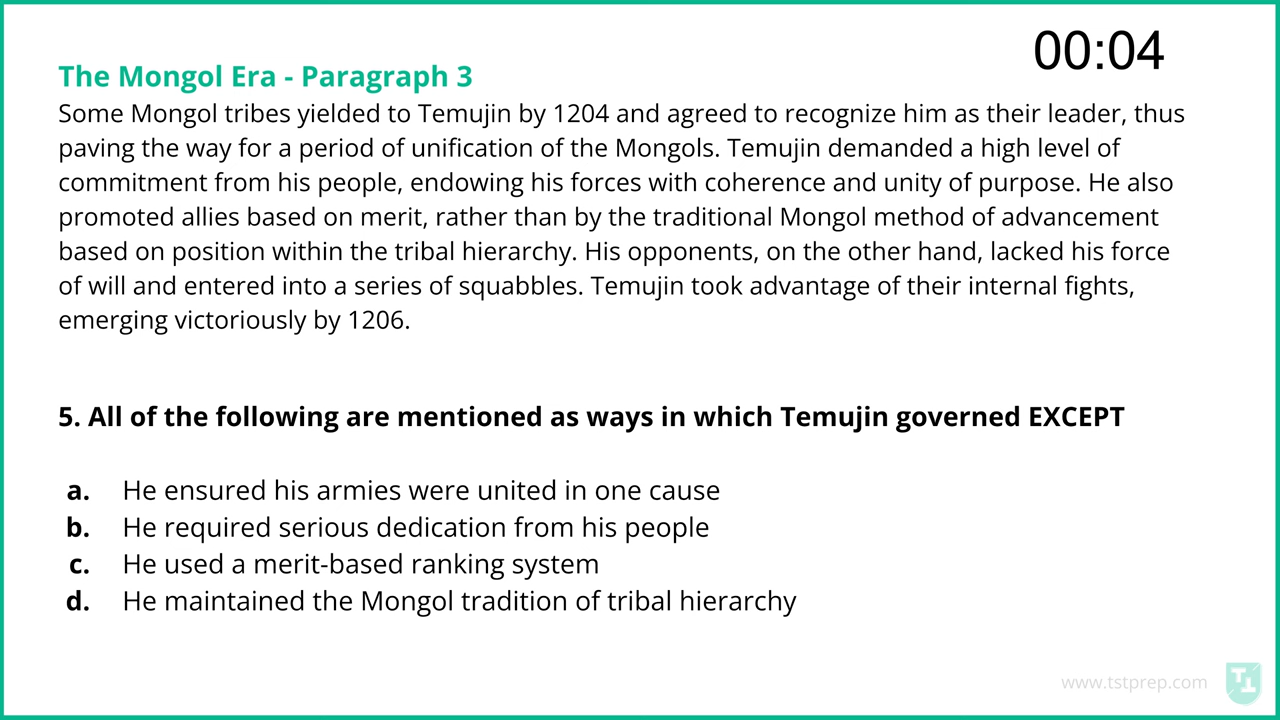 00:04
The Mongol Era - Paragraph 3
Some Mongol tribes yielded to Temujin by 1204 and agreed to recognize him as their leader, thus
paving the way for a period of unification of the Mongols. Temujin demanded a high level of
commitment from his people, endowing his forces with coherence and unity of purpose. He also
promoted allies based on merit, rather than by the traditional Mongol method of advancement
based on position within the tribal hierarchy. His opponents, on the other hand, lacked his force
of will and entered into a series of squabbles. Temujin took advantage of their internal fights,
emerging victoriously by 1206.
5. All of the following are mentioned as ways in which Temujin governed EXCEPT
a. He ensured his armies were united in one cause
b. He required serious dedication from his people
c. He used a merit-based ranking system
d. He maintained the Mongol tradition of tribal hierarchy
www.tstprep.com